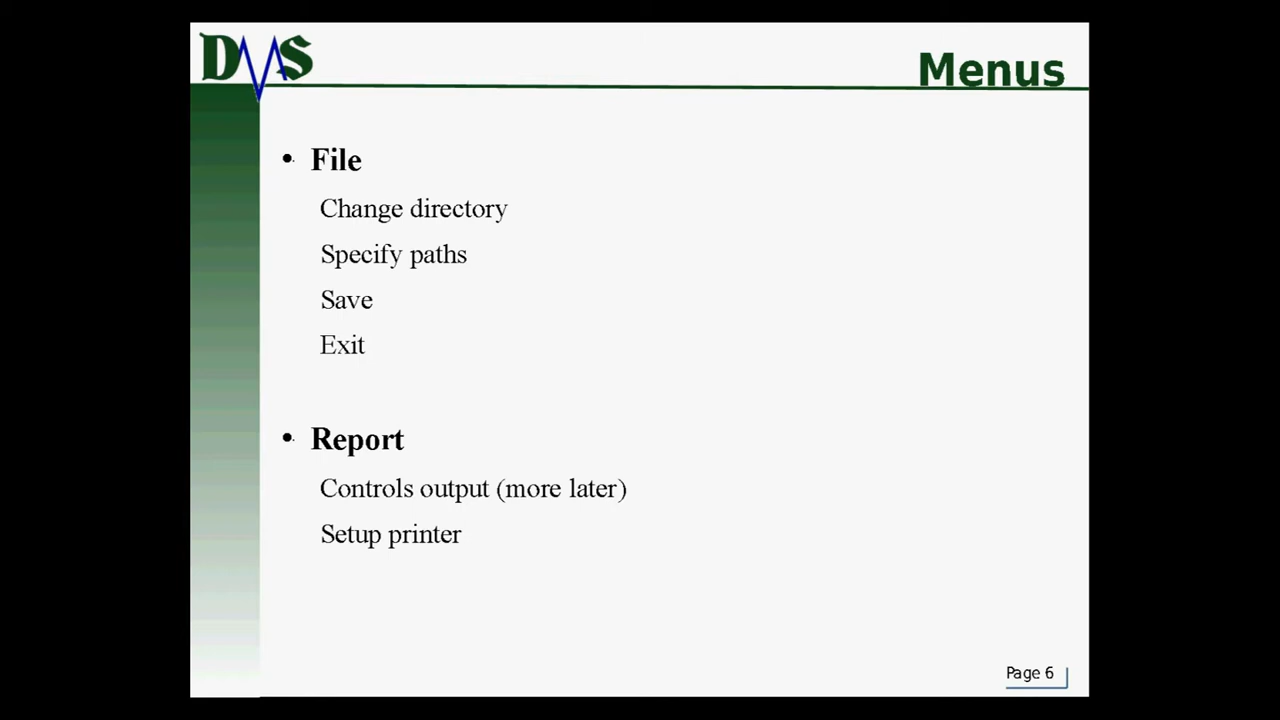 DVS
Menus
• File
Change directory
Specify paths
Save
Exit
• Report
Controls output (more later)
Setup printer
Page 6